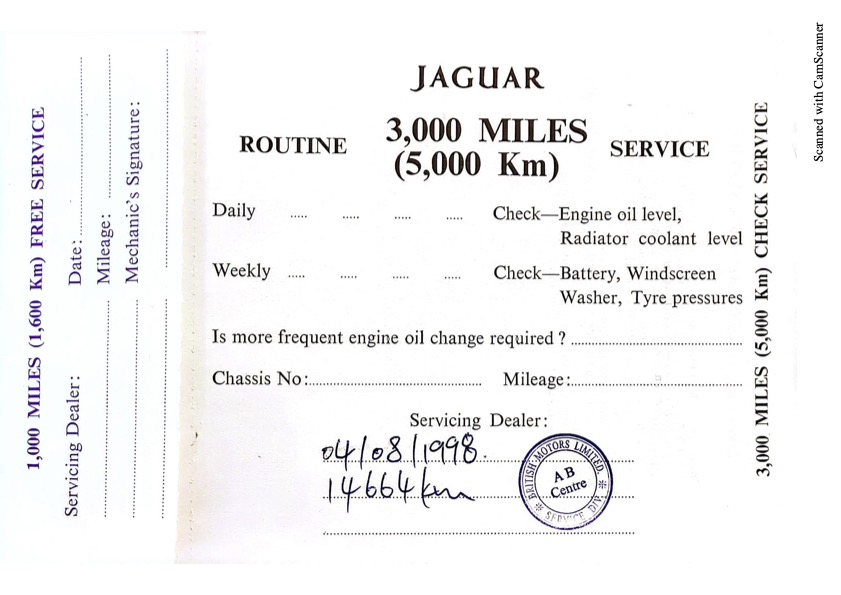 1,000 MILES (1,600 Km) FREE SERVICE
Servicing Dealer: Date:
Mileage:
Mechanic's Signature:
JAGUAR
ROUTINE 3,000 MILES (5,000 Km) SERVICE
Daily ..... ..... ..... ..... Check—Engine oil level,
Radiator coolant level
Weekly ..... ..... ..... ..... Check—Battery, Windscreen
Washer, Tyre pressures
Is more frequent engine oil change required ?
Chassis No: Mileage:
Servicing Dealer:
04/08/1998.
14664 km
BRITISH MOTORS LIMITED.
A B
Centre
* SERVICE DIV. *
3,000 MILES (5,000 Km) CHECK SERVICE
Scanned with CamScanner